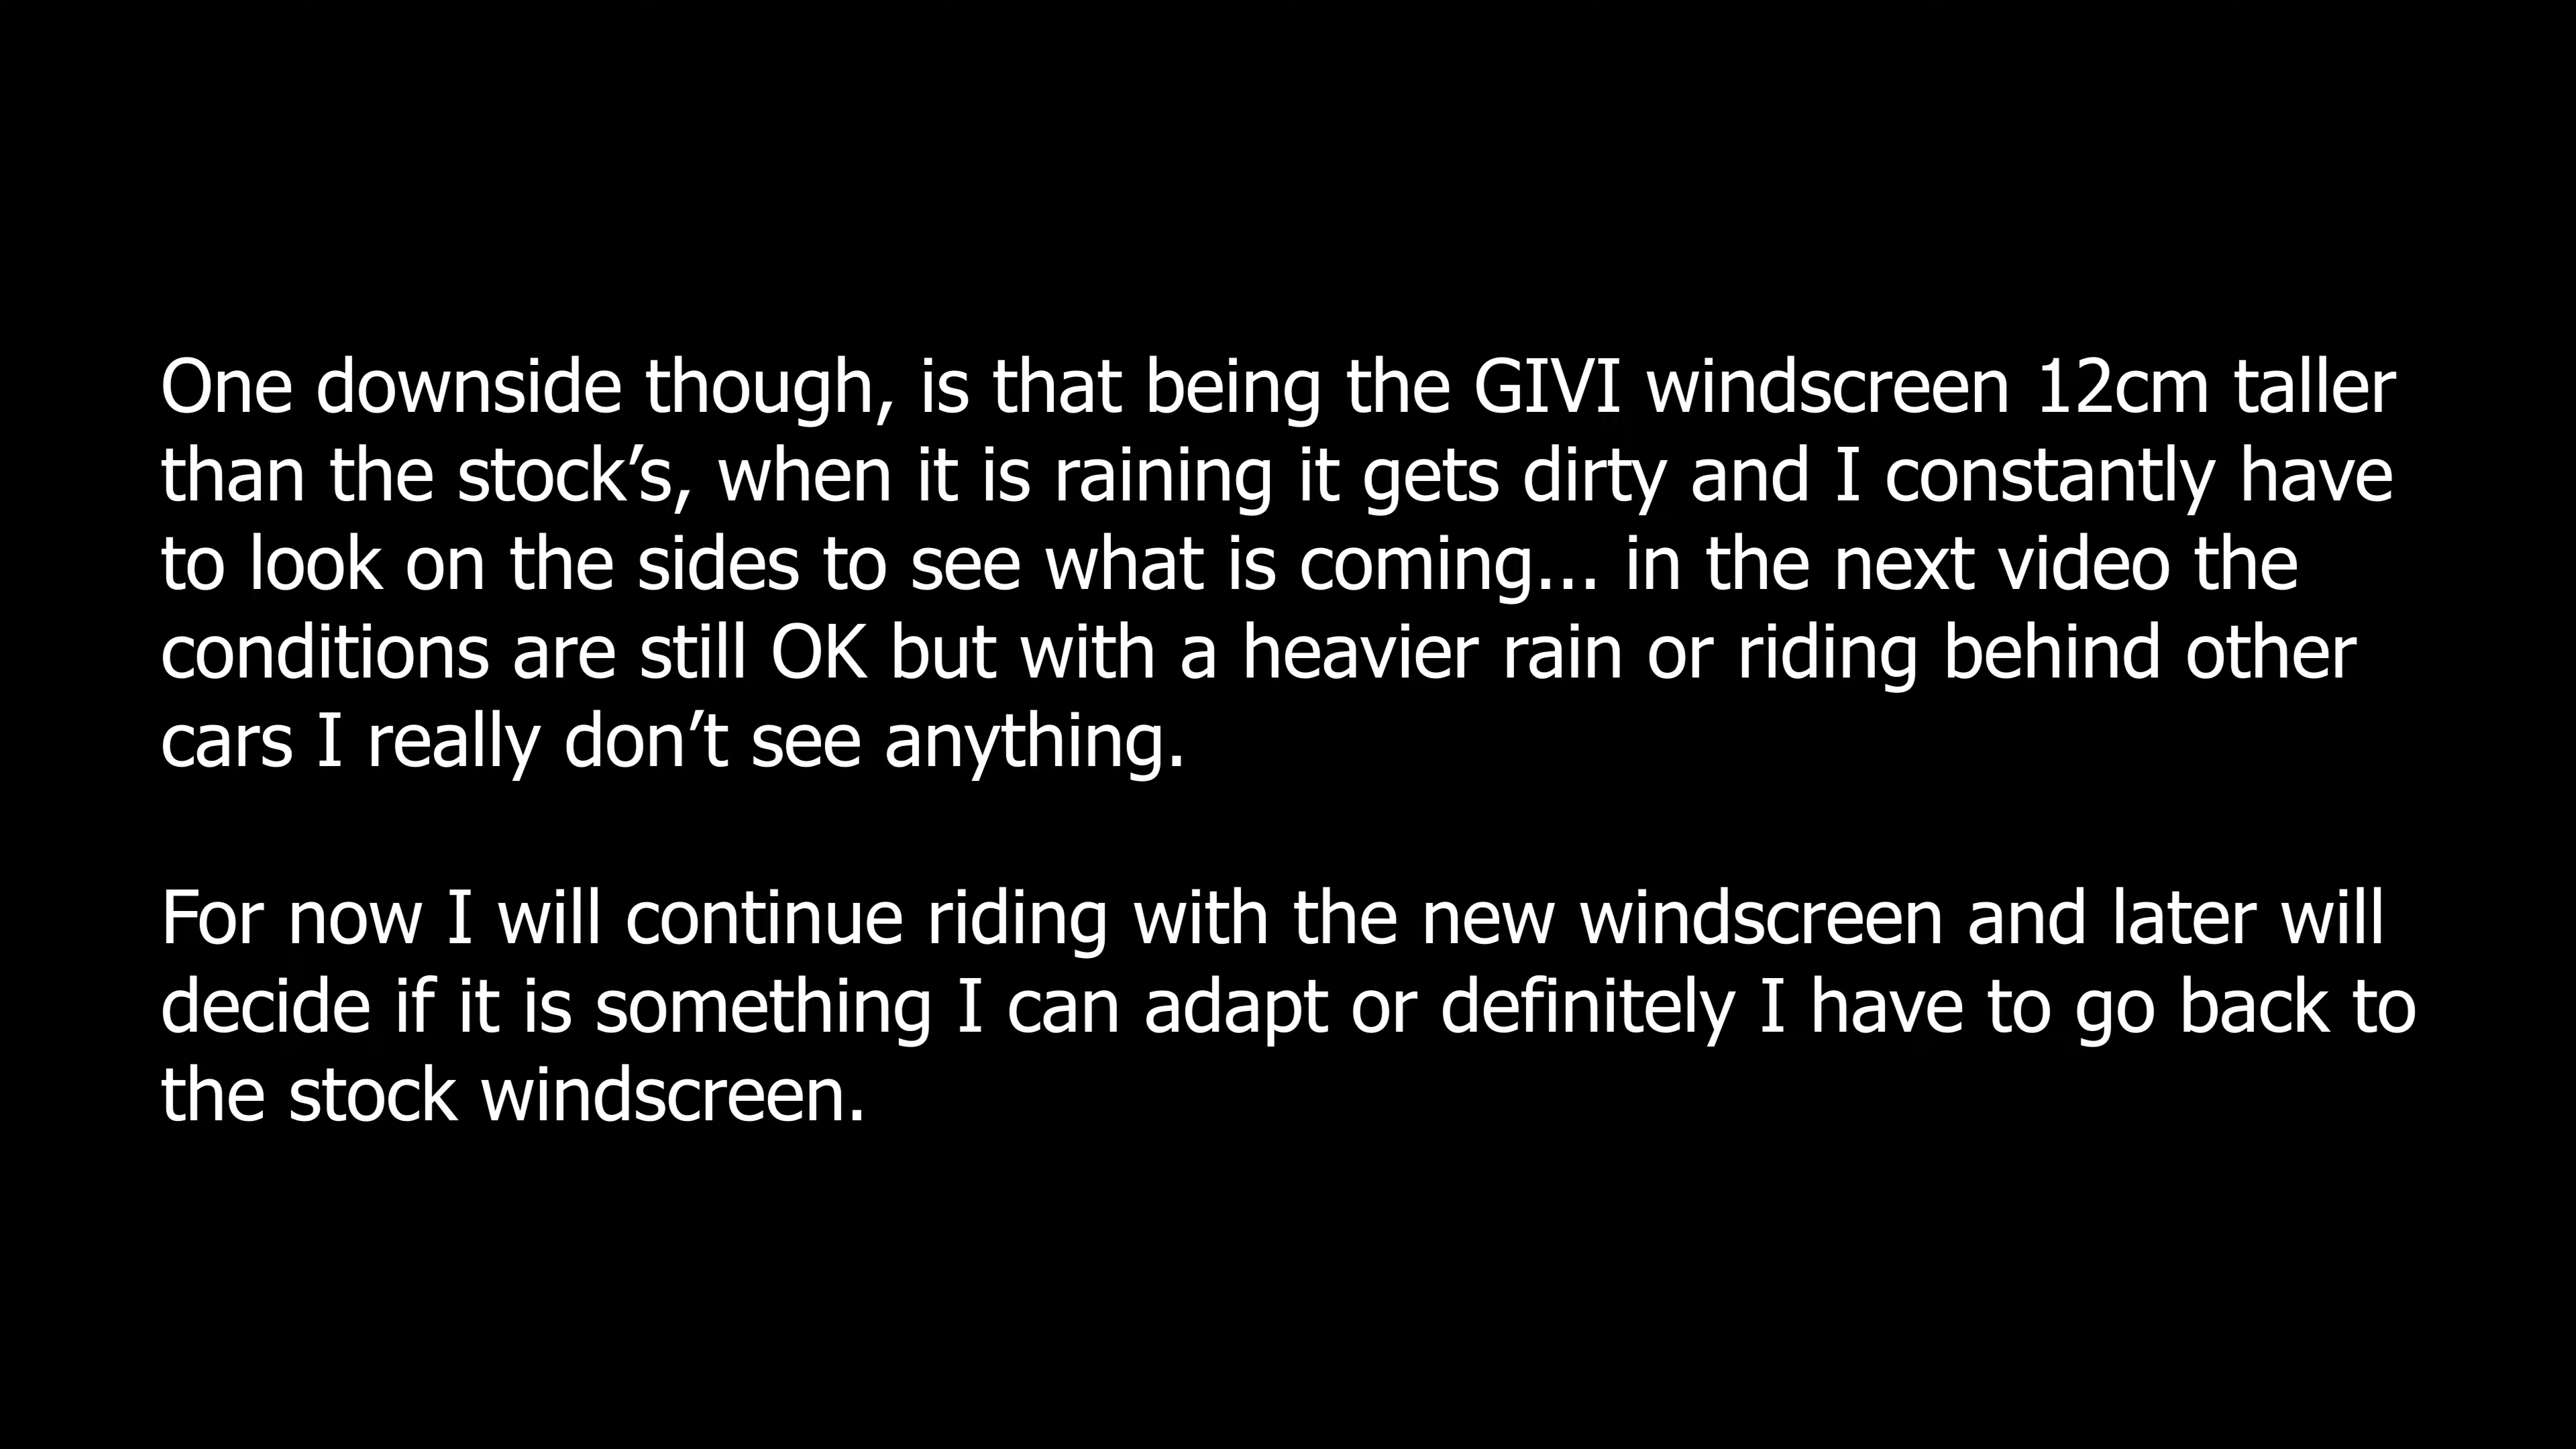 One downside though, is that being the GIVI windscreen 12cm taller
than the stock’s, when it is raining it gets dirty and I constantly have
to look on the sides to see what is coming... in the next video the
conditions are still OK but with a heavier rain or riding behind other
cars I really don’t see anything.
For now I will continue riding with the new windscreen and later will
decide if it is something I can adapt or definitely I have to go back to
the stock windscreen.